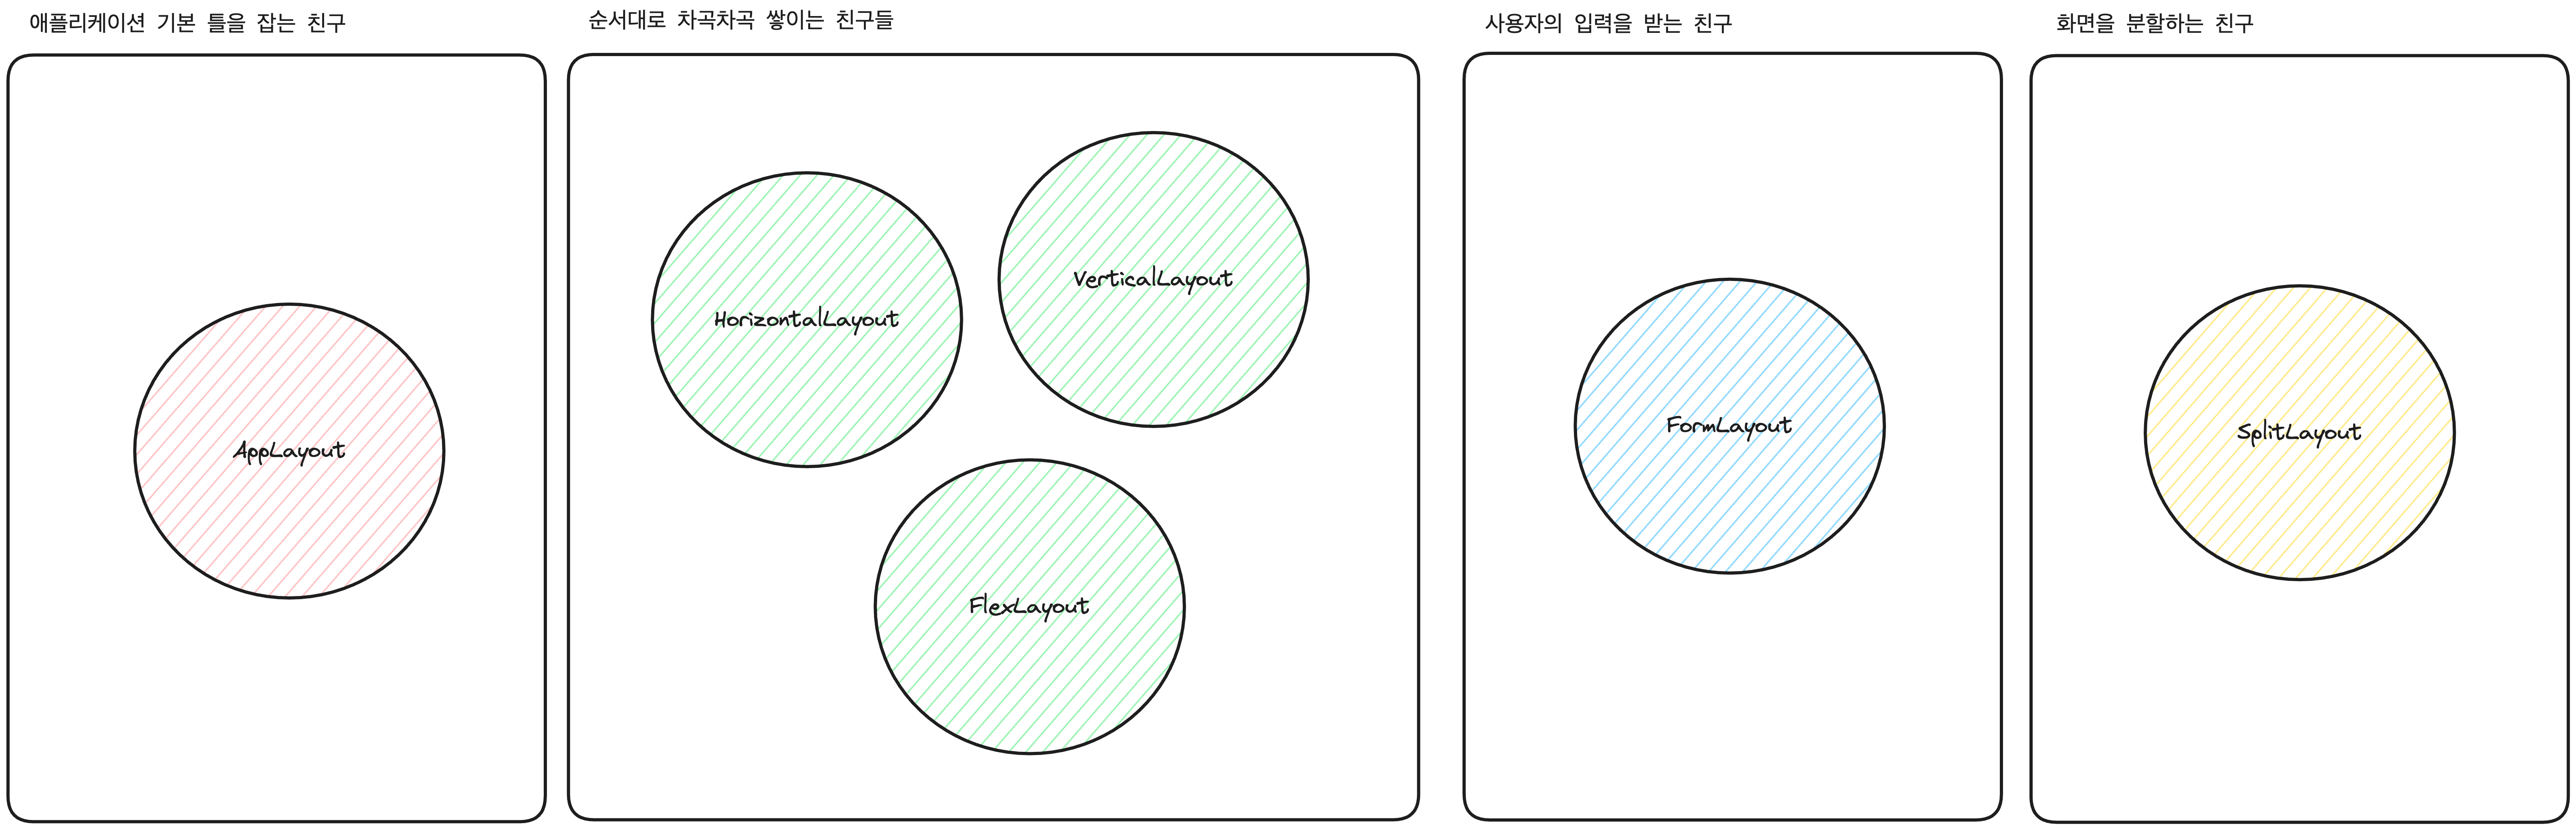 애플리케이션 기본 틀을 잡는 친구
AppLayout
순서대로 차곡차곡 쌓이는 친구들
HorizontalLayout
VerticalLayout
FlexLayout
사용자의 입력을 받는 친구
FormLayout
화면을 분할하는 친구
SplitLayout